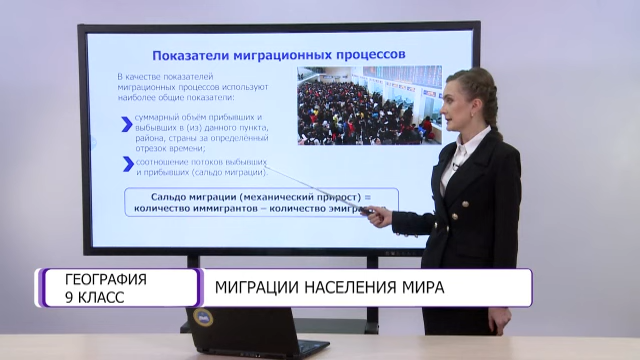 Показатели миграционных процессов
В качестве показателей
миграционных процессов используют
наиболее общие показатели:
суммарный объём прибывших и
выбывших в (из) данного пункта,
района, страны за определённый
отрезок времени;
соотношение потоков выбывших
и прибывших (сальдо миграции).
Сальдо миграции (механический прирост) =
количество иммигрантов – количество
ГЕОГРАФИЯ
9 КЛАСС
МИГРАЦИИ НАСЕЛЕНИЯ МИРА